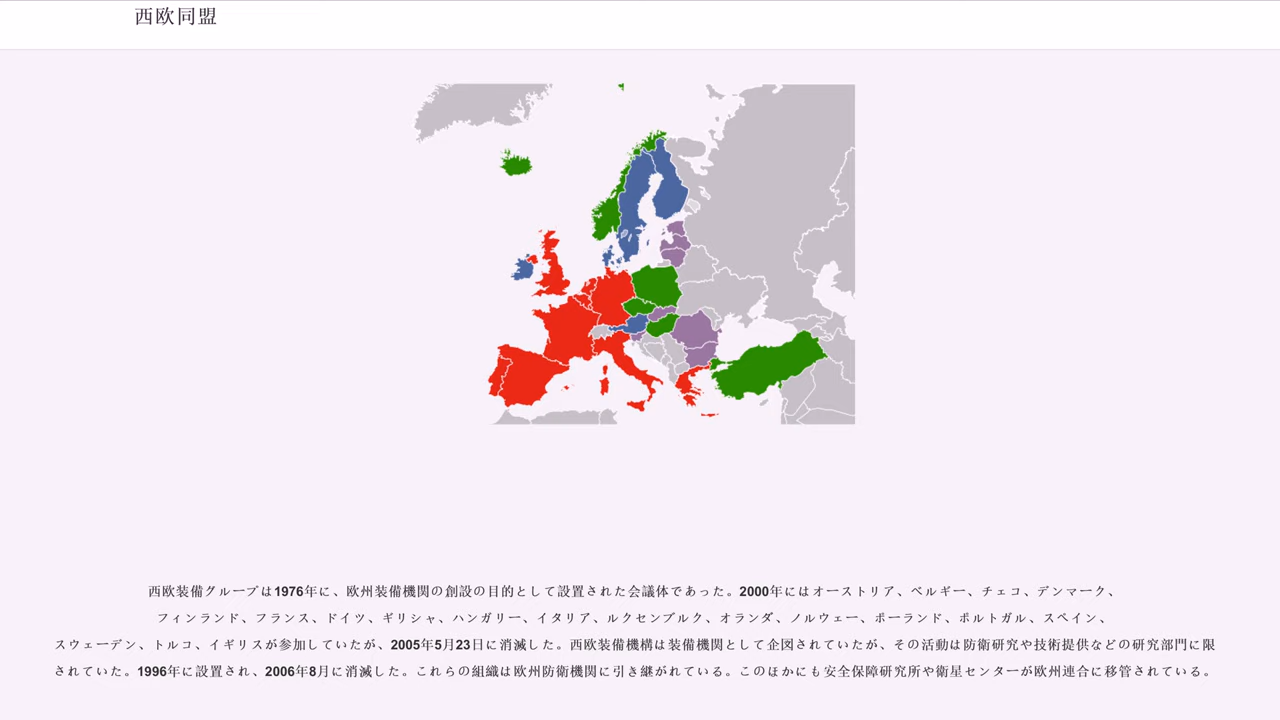 西欧同盟
西欧装備グループは1976年に、欧州装備機関の創設の目的として設置された会議体であった。2000年にはオーストリア、ベルギー、チェコ、デンマーク、
フィンランド、フランス、ドイツ、ギリシャ、ハンガリー、イタリア、ルクセンブルク、オランダ、ノルウェー、ポーランド、ポルトガル、スペイン、
スウェーデン、トルコ、イギリスが参加していたが、2005年5月23日に消滅した。西欧装備機構は装備機関として企図されていたが、その活動は防衛研究や技術提供などの研究部門に限
されていた。1996年に設置され、2006年8月に消滅した。これらの組織は欧州防衛機関に引き継がれている。このほかにも安全保障研究所や衛星センターが欧州連合に移管されている。